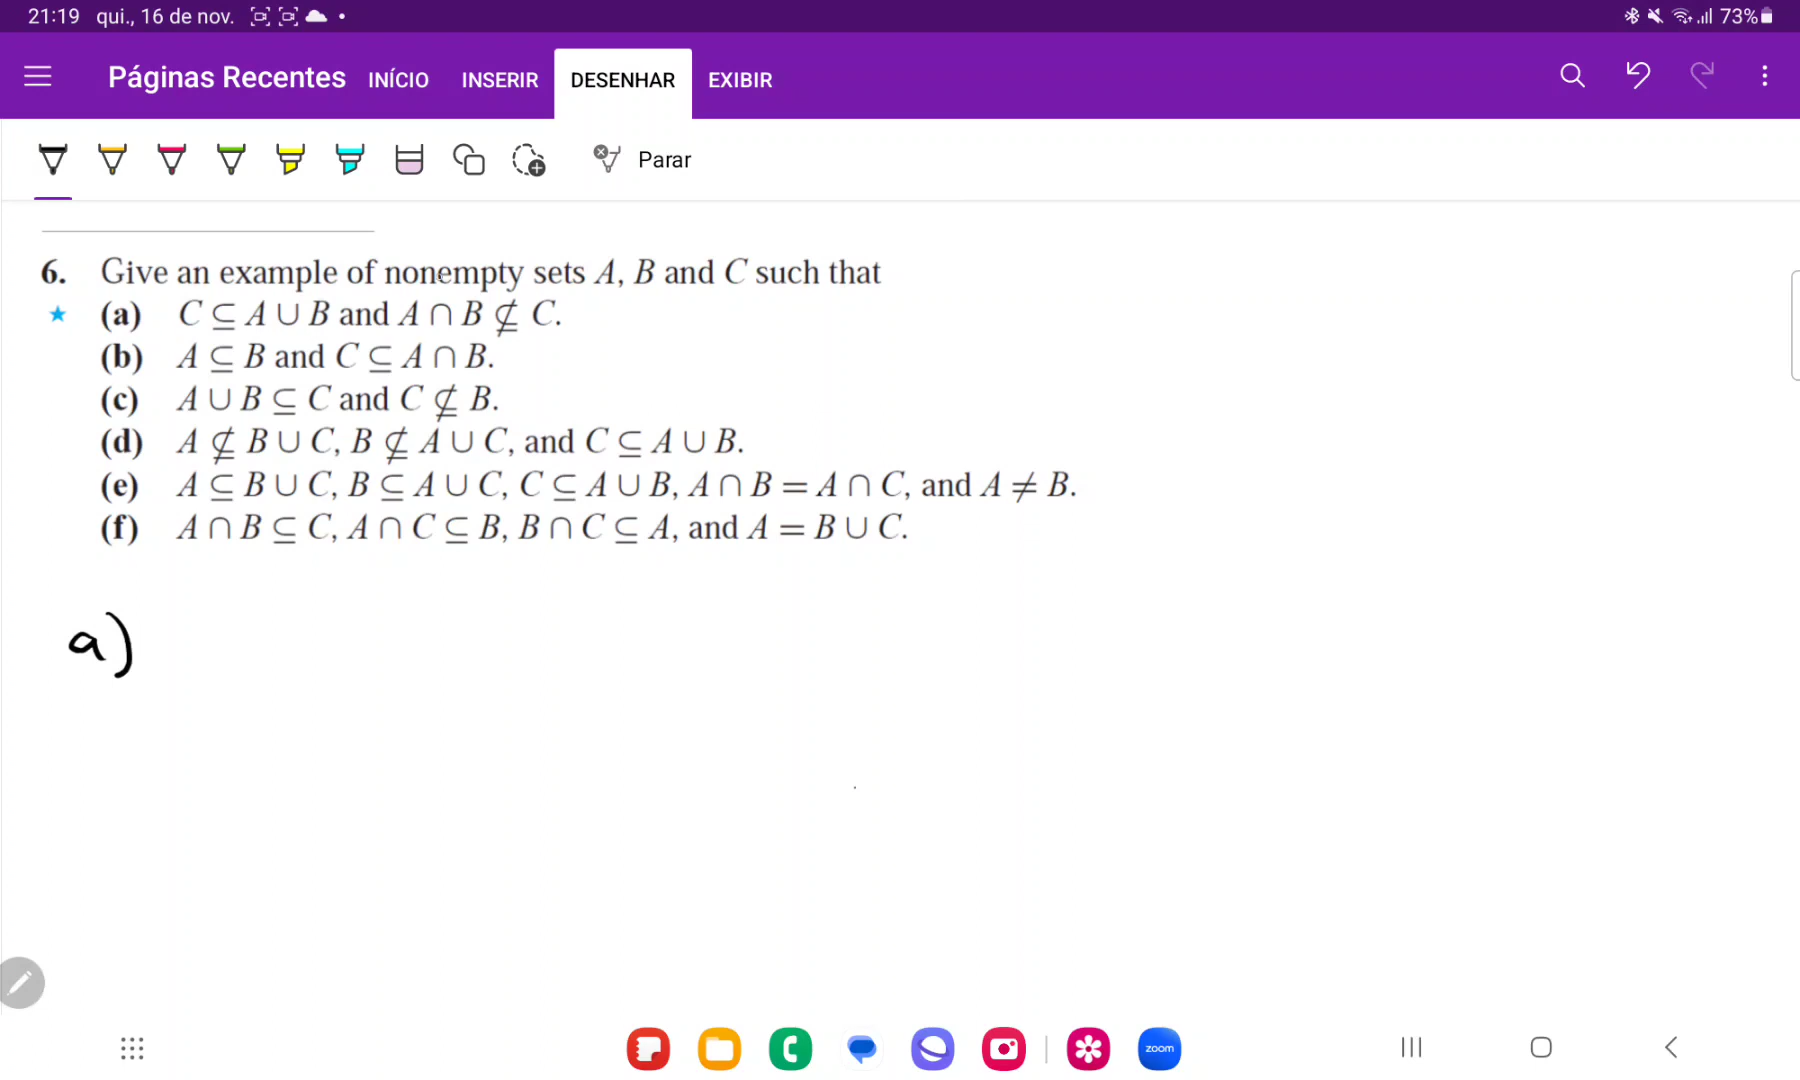 21:19 qui., 16 de nov. 73%
Páginas Recentes INÍCIO INSERIR DESENHAR EXIBIR
Parar
6. Give an example of nonempty sets A, B and C such that
★ (a) C ⊆ A ∪ B and A ∩ B ⊈ C.
(b) A ⊆ B and C ⊆ A ∩ B.
(c) A ∪ B ⊆ C and C ⊈ B.
(d) A ⊈ B ∪ C, B ⊈ A ∪ C, and C ⊆ A ∪ B.
(e) A ⊆ B ∪ C, B ⊆ A ∪ C, C ⊆ A ∪ B, A ∩ B = A ∩ C, and A ≠ B.
(f) A ∩ B ⊆ C, A ∩ C ⊆ B, B ∩ C ⊆ A, and A = B ∪ C.
a)
zoom